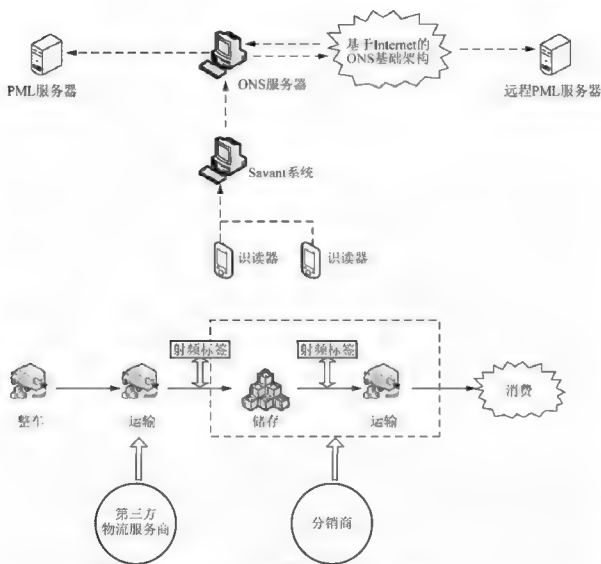 基于Internet的
ONS基础架构
PML服务器
ONS服务器
远程PML服务器
Savant系统
识读器
识读器
射频标签
射频标签
整车
运输
储存
运输
消费
第三方
物流服务商
分销商